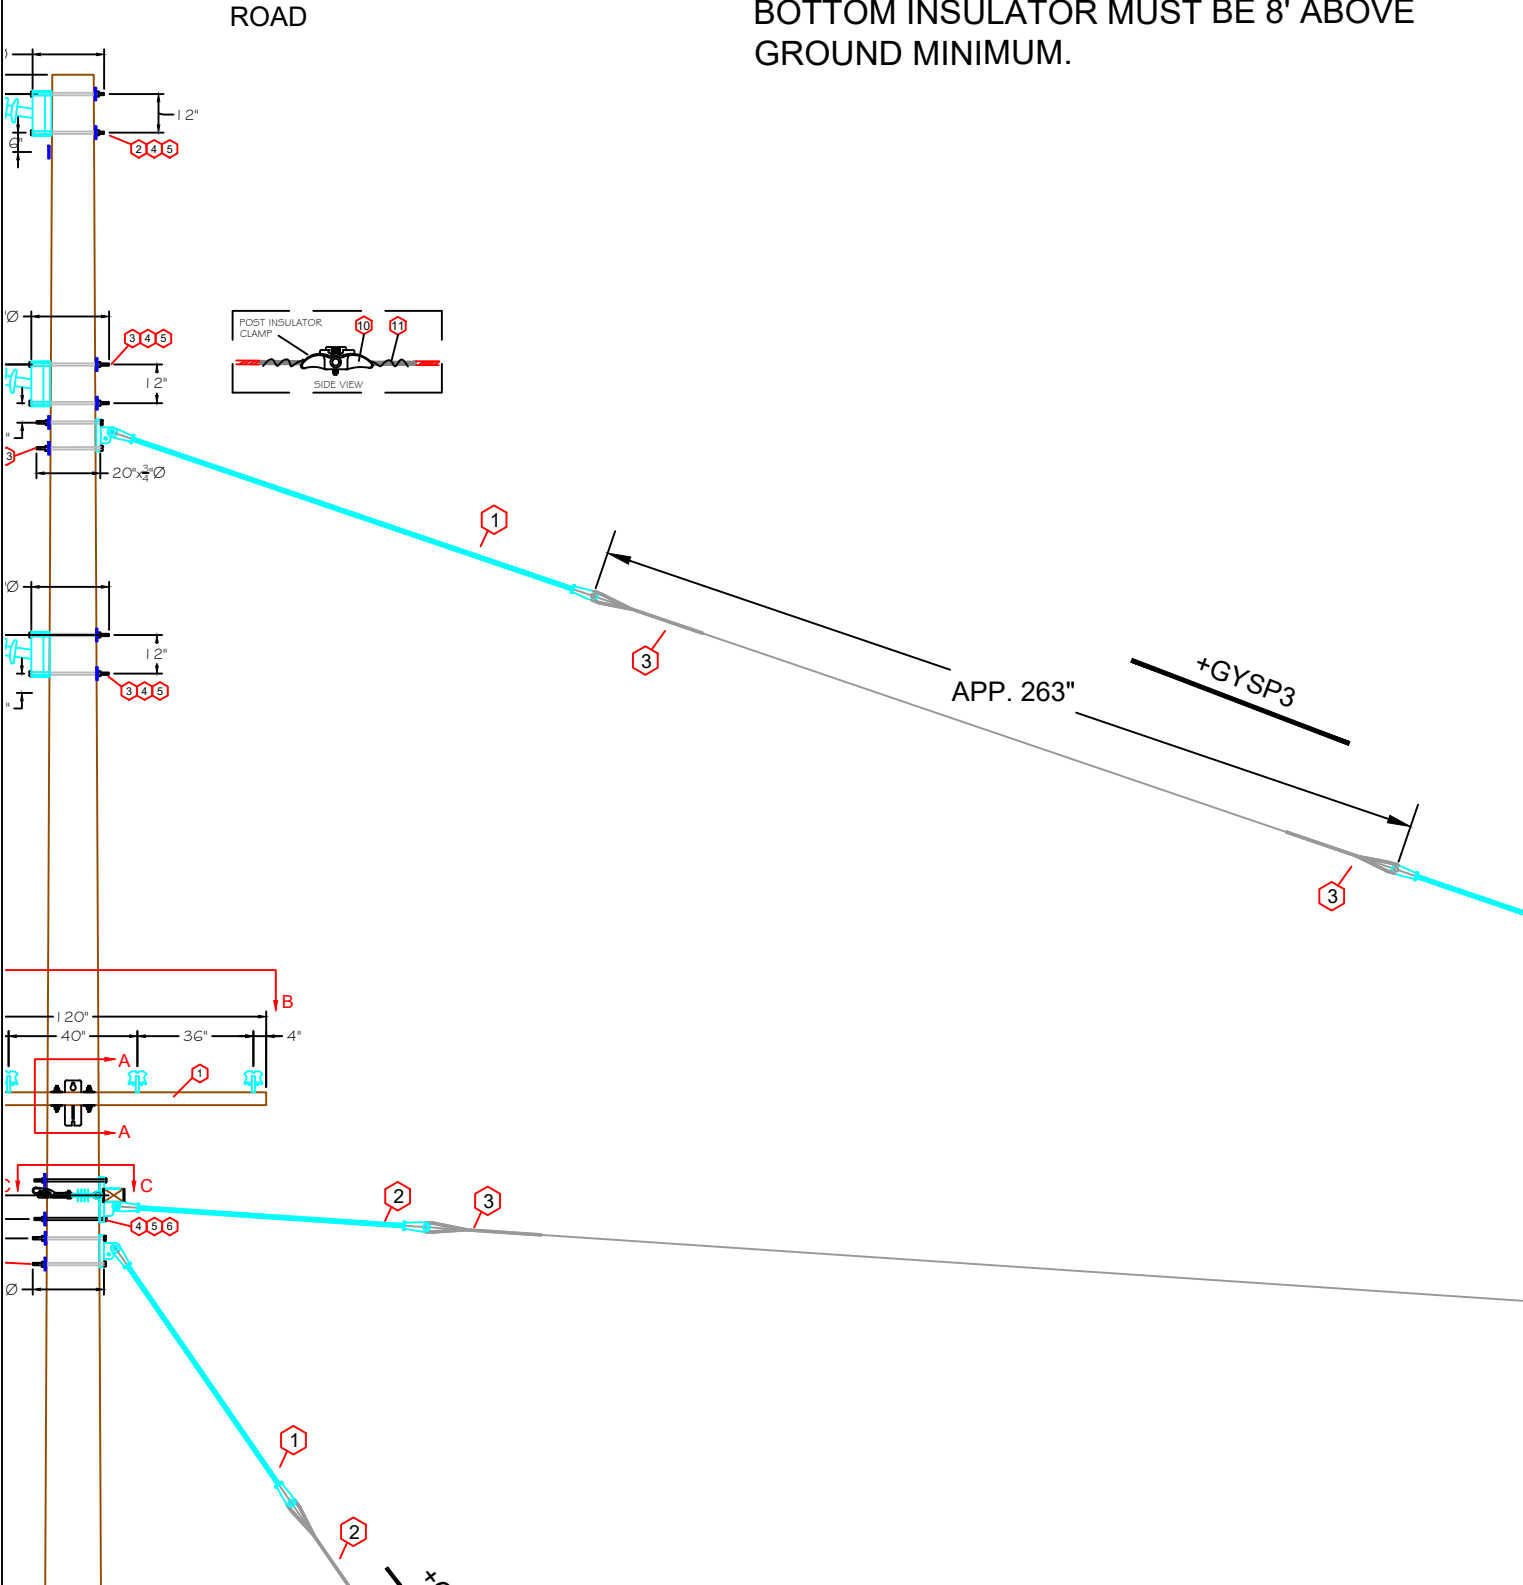 ROAD
BOTTOM INSULATOR MUST BE 8' ABOVE
GROUND MINIMUM.
12"
6"
2 4 5
Ø
3 4 5
12"
3
20"x3/4"Ø
POST INSULATOR
CLAMP
10
11
SIDE VIEW
1
3
APP. 263"
+GYSP3
3
Ø
12"
3 4 5
B
120"
40"
36"
4"
A
1
A
C
C
4 5 6
2
3
Ø
1
2